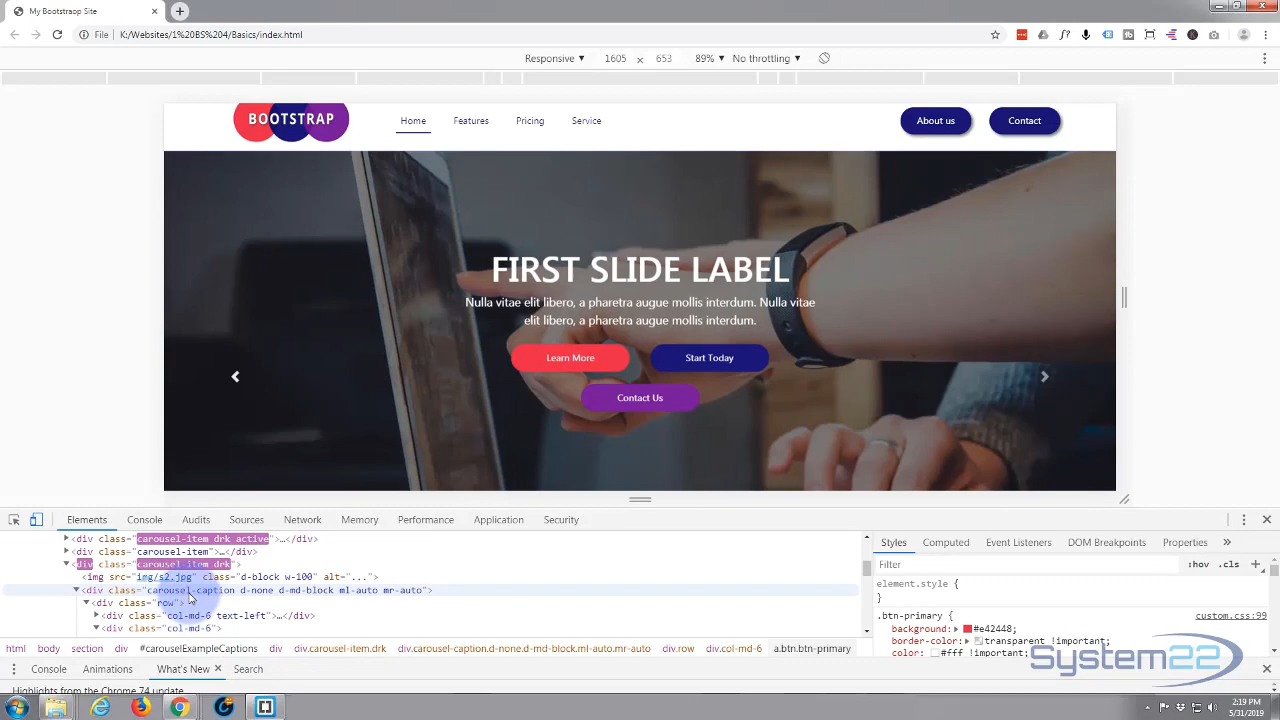 My Bootstraop Site
File | K:/Websites/1%20BS%204/Basics/index.html
Responsive 1605 × 653 89% No throttling
BOOTSTRAP Home Features Pricing Service About us Contact
FIRST SLIDE LABEL
Nulla vitae elit libero, a pharetra augue mollis interdum. Nulla vitae
elit libero, a pharetra augue mollis interdum.
Learn More Start Today
Contact Us
Elements Console Audits Sources Network Memory Performance Application Security
<div class="carousel-item drk active">…</div>
<div class="carousel-item">…</div>
<div class="carousel-item drk">
<img src="img/s2.jpg" class="d-block w-100" alt="...">
<div class="carousel-caption d-none d-md-block ml-auto mr-auto">
<div class="row">
<div class="col-md-6 text-left">…</div>
<div class="col-md-6">
html body section div #carouselExampleCaptions div div.carousel-item.drk div.carousel-caption.d-none.d-md-block.ml-auto.mr-auto div.row div.col-md-6 a.btn.btn-primary
Styles Computed Event Listeners DOM Breakpoints Properties »
Filter :hov .cls +
element.style {
}
.btn-primary { custom.css:99
background: #e42448;
border-color: transparent !important;
color: #fff !important;
System22
Console Animations What's New × Search
Highlights from the Chrome 74 update
2:19 PM
5/31/2019